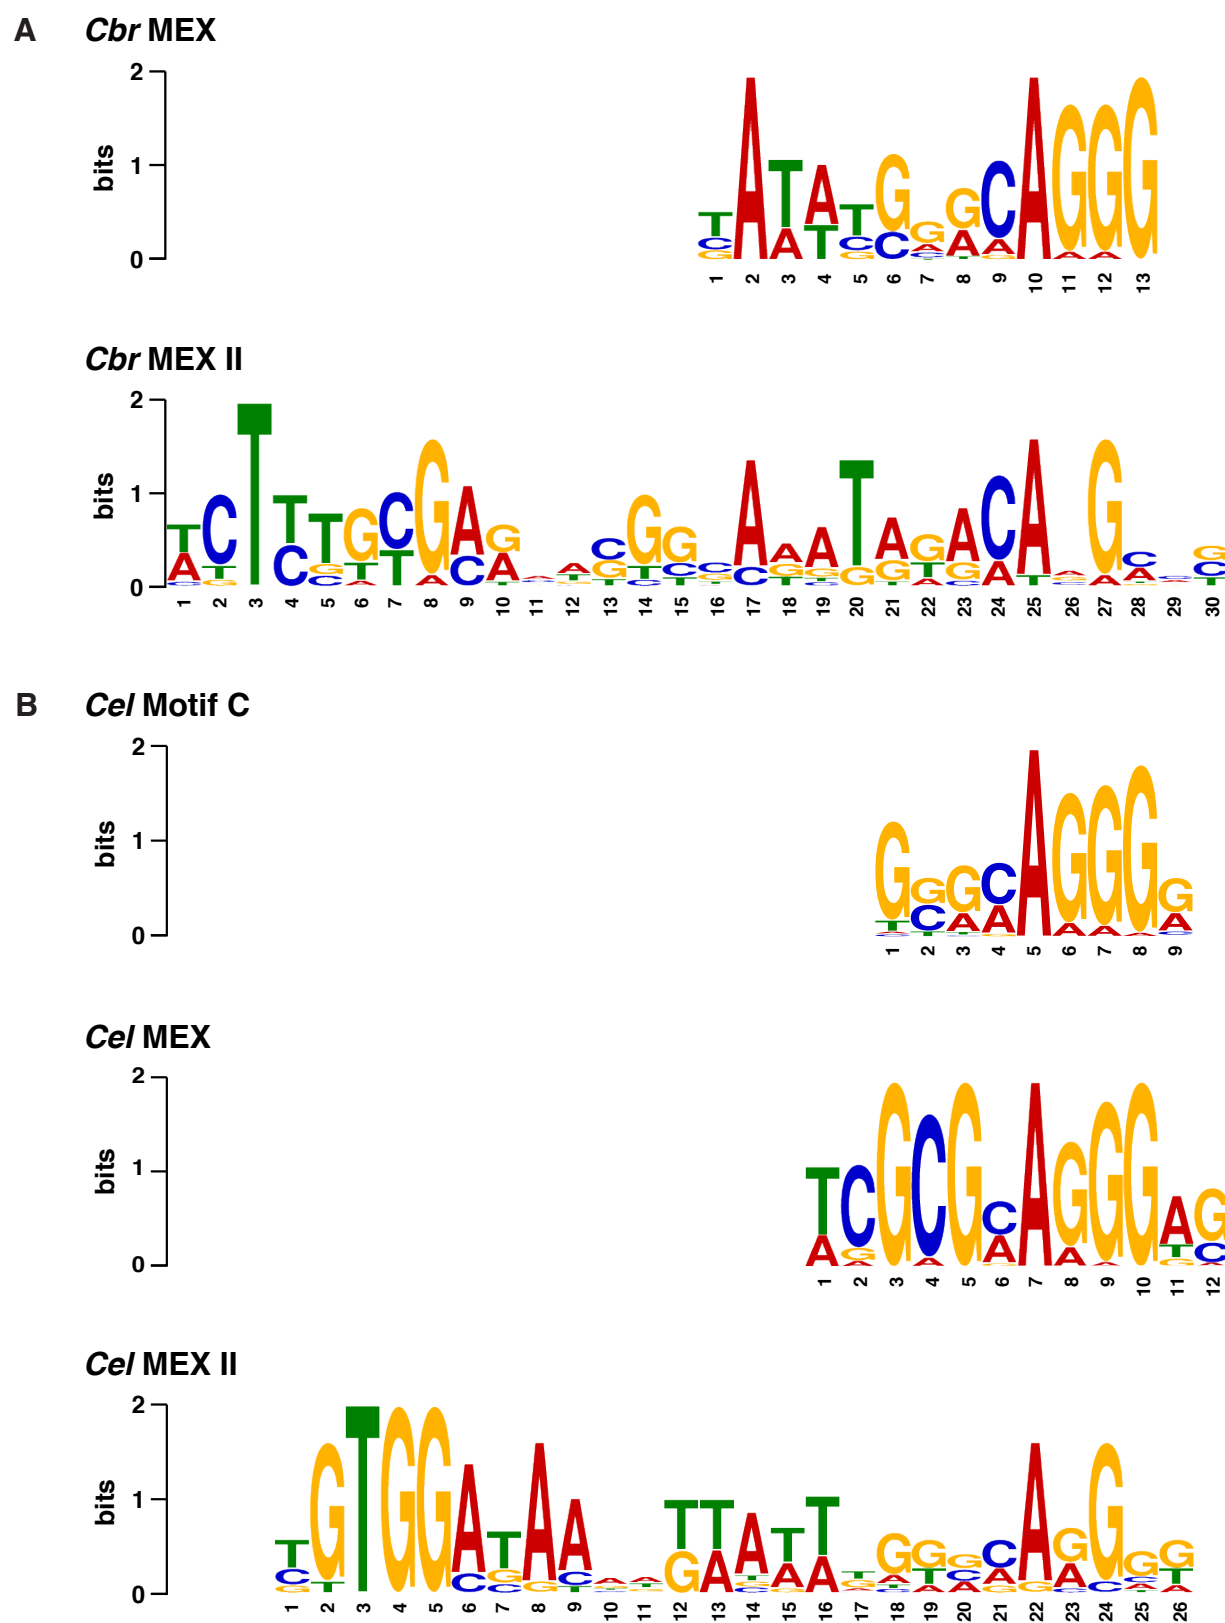 A Cbr MEX
2
1
0
bits
1 2 3 4 5 6 7 8 9 10 11 12 13
Cbr MEX II
2
1
0
bits
1 2 3 4 5 6 7 8 9 10 11 12 13 14 15 16 17 18 19 20 21 22 23 24 25 26 27 28 29 30
B Cel Motif C
2
1
0
bits
1 2 3 4 5 6 7 8 9
Cel MEX
2
1
0
bits
1 2 3 4 5 6 7 8 9 10 11 12
Cel MEX II
2
1
0
bits
1 2 3 4 5 6 7 8 9 10 11 12 13 14 15 16 17 18 19 20 21 22 23 24 25 26